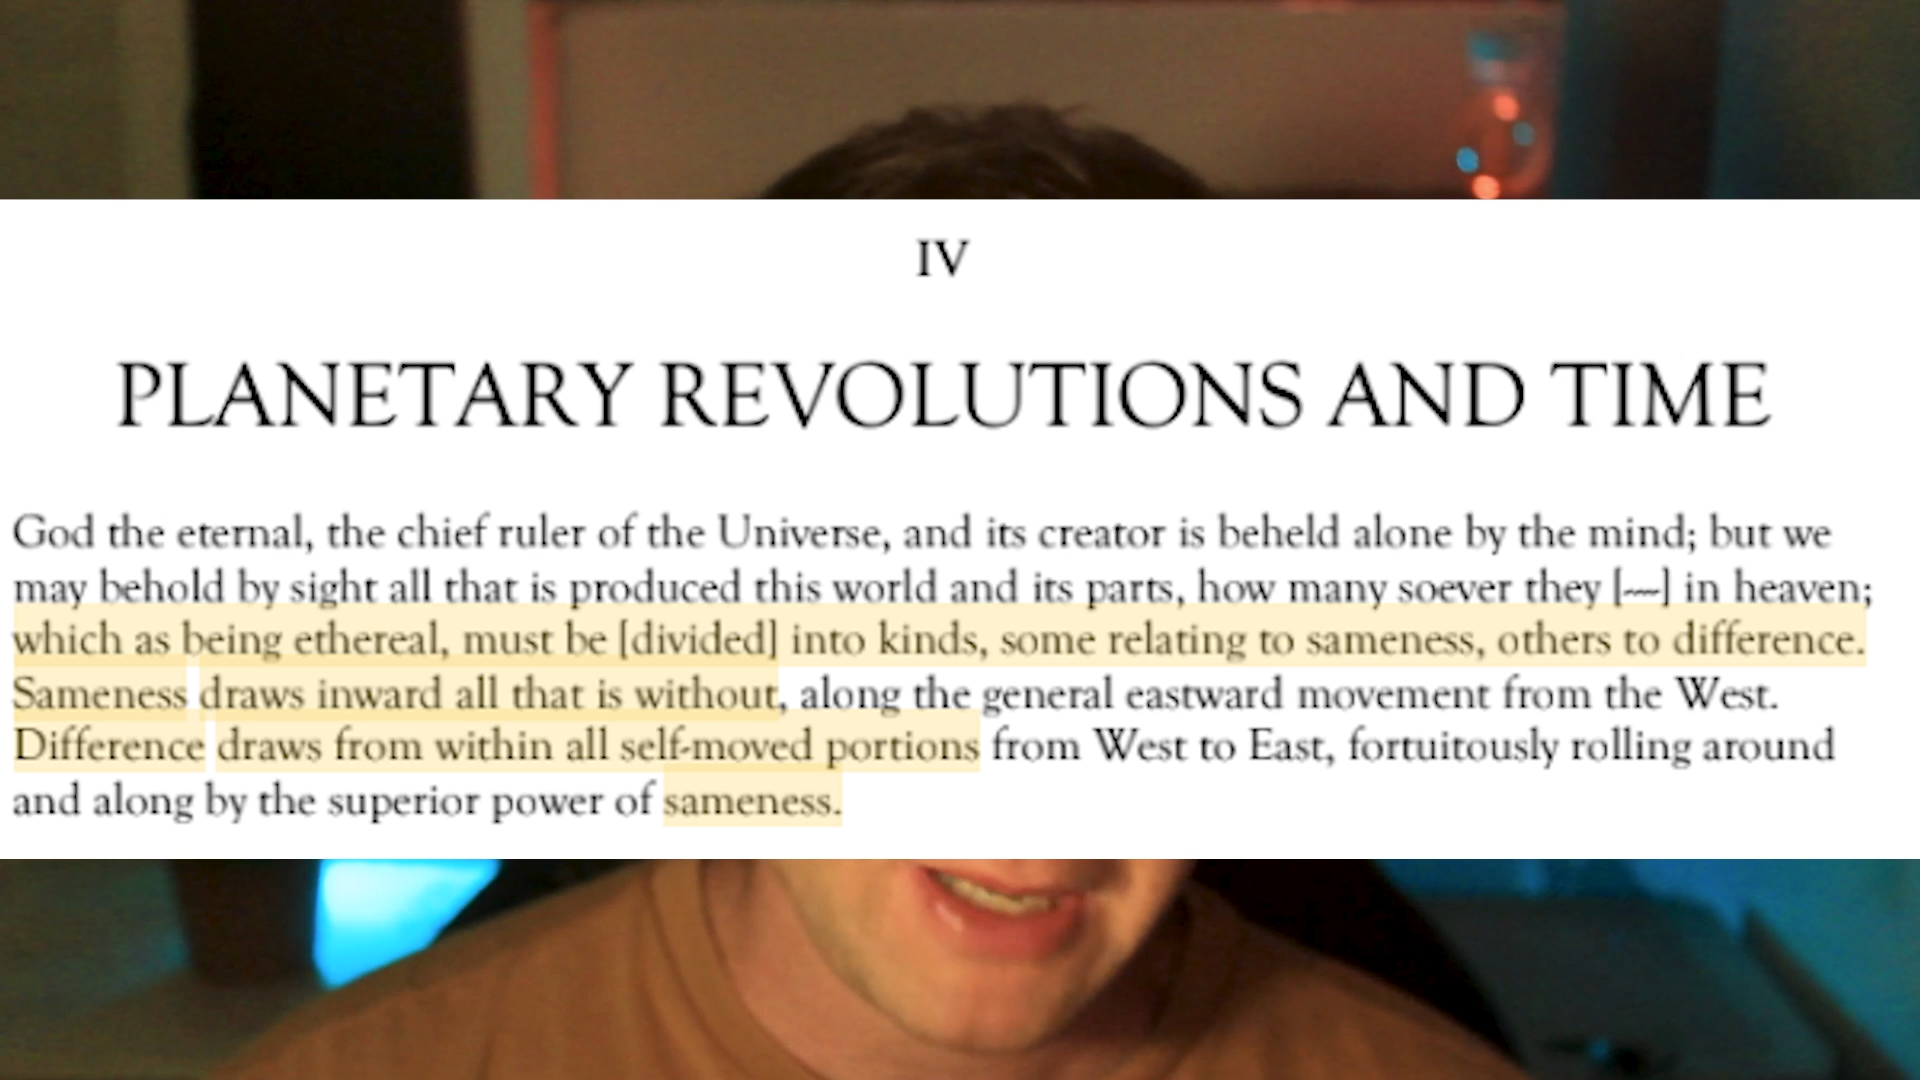 IV
PLANETARY REVOLUTIONS AND TIME
God the eternal, the chief ruler of the Universe, and its creator is beheld alone by the mind; but we
may behold by sight all that is produced this world and its parts, how many soever they [—] in heaven;
which as being ethereal, must be [divided] into kinds, some relating to sameness, others to difference.
Sameness draws inward all that is without, along the general eastward movement from the West.
Difference draws from within all self-moved portions from West to East, fortuitously rolling around
and along by the superior power of sameness.